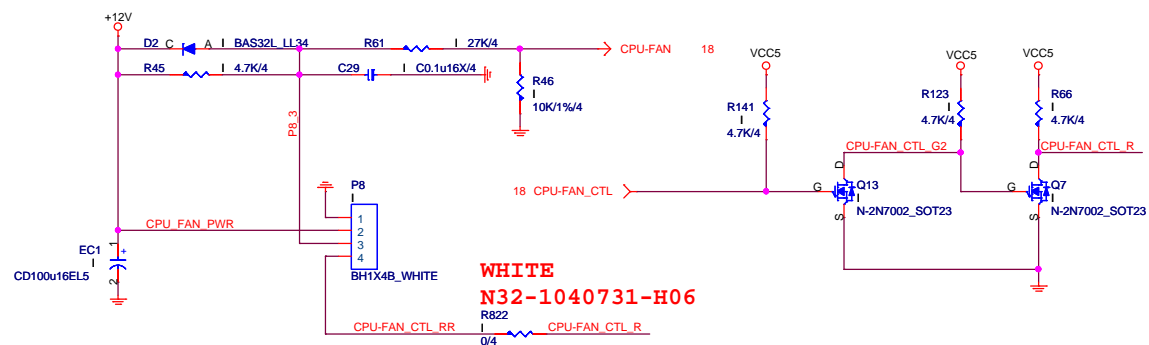 +12V
D2 C A BAS32L_LL34 R61 27K/4 CPU-FAN 18
R45 4.7K/4 C29 C0.1u16X/4
R46
10K/1%/4
P8_3
VCC5 VCC5 VCC5
R141
4.7K/4
R123
4.7K/4
R66
4.7K/4
CPU-FAN_CTL_G2 CPU-FAN_CTL_R
18 CPU-FAN_CTL
G D S Q13
N-2N7002_SOT23
G D S Q7
N-2N7002_SOT23
P8
1
2
3
4
BH1X4B_WHITE
CPU_FAN_PWR
EC1 1 +
CD100u16EL5
2
WHITE
N32-1040731-H06
R822
0/4
CPU-FAN_CTL_RR CPU-FAN_CTL_R